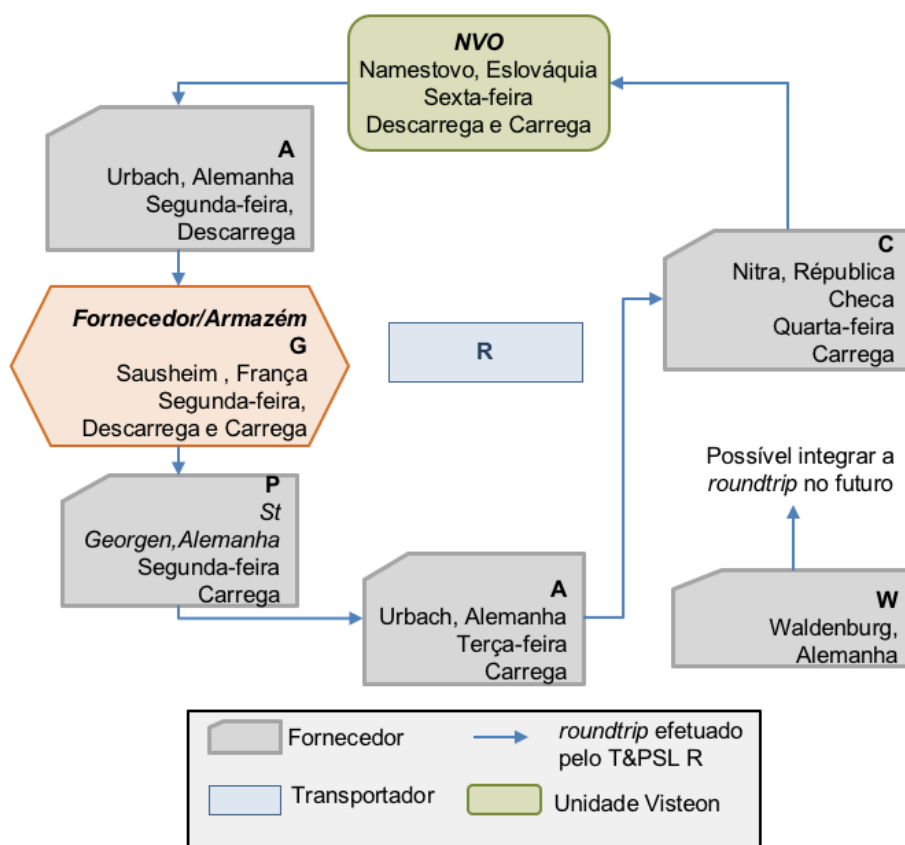 NVO
Namestovo, Eslováquia
Sexta-feira
Descarrega e Carrega
A
Urbach, Alemanha
Segunda-feira,
Descarrega
Fornecedor/Armazém
G
Sausheim , França
Segunda-feira,
Descarrega e Carrega
R
C
Nitra, Républica
Checa
Quarta-feira
Carrega
P
St
Georgen,Alemanha
Segunda-feira
Carrega
A
Urbach, Alemanha
Terça-feira
Carrega
Possível integrar a
roundtrip no futuro
W
Waldenburg,
Alemanha
Fornecedor
roundtrip efetuado
pelo T&PSL R
Transportador
Unidade Visteon